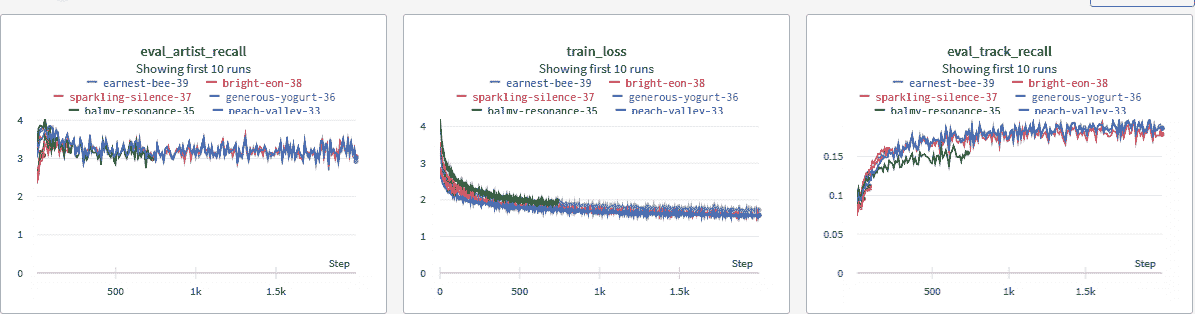 eval_artist_recall
Showing first 10 runs
earnest-bee-39 bright-eon-38
sparkling-silence-37 generous-yogurt-36
balmy-resonance-35 peach-valley-33
4
3
2
1
0
Step
500 1k 1.5k
train_loss
Showing first 10 runs
earnest-bee-39 bright-eon-38
sparkling-silence-37 generous-yogurt-36
balmy-resonance-35 peach-valley-33
4
3
2
1
0
Step
0 500 1k 1.5k
eval_track_recall
Showing first 10 runs
earnest-bee-39 bright-eon-38
sparkling-silence-37 generous-yogurt-36
balmy-resonance-35 peach-valley-33
0.15
0.1
0.05
0
Step
500 1k 1.5k